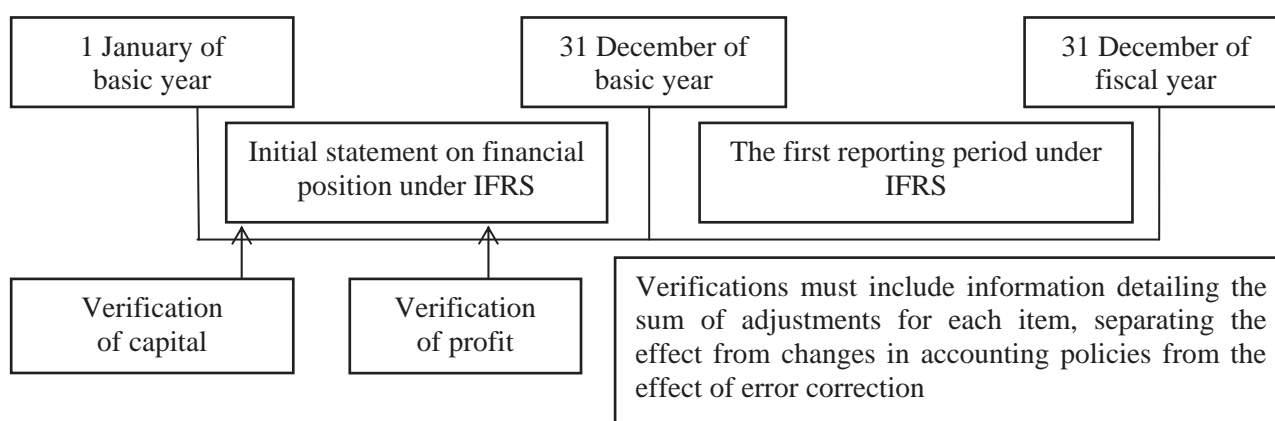 1 January of
basic year
31 December of
basic year
31 December of
fiscal year
Initial statement on financial
position under IFRS
The first reporting period under
IFRS
Verification
of capital
Verification
of profit
Verifications must include information detailing the
sum of adjustments for each item, separating the
effect from changes in accounting policies from the
effect of error correction